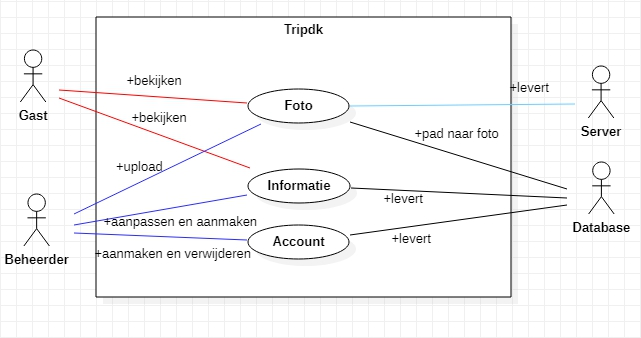 Tripdk
+bekijken
+levert
Gast
Foto
Server
+bekijken
+pad naar foto
+upload
Informatie
+levert
Database
+aanpassen en aanmaken
Beheerder
Account
+levert
+aanmaken en verwijderen